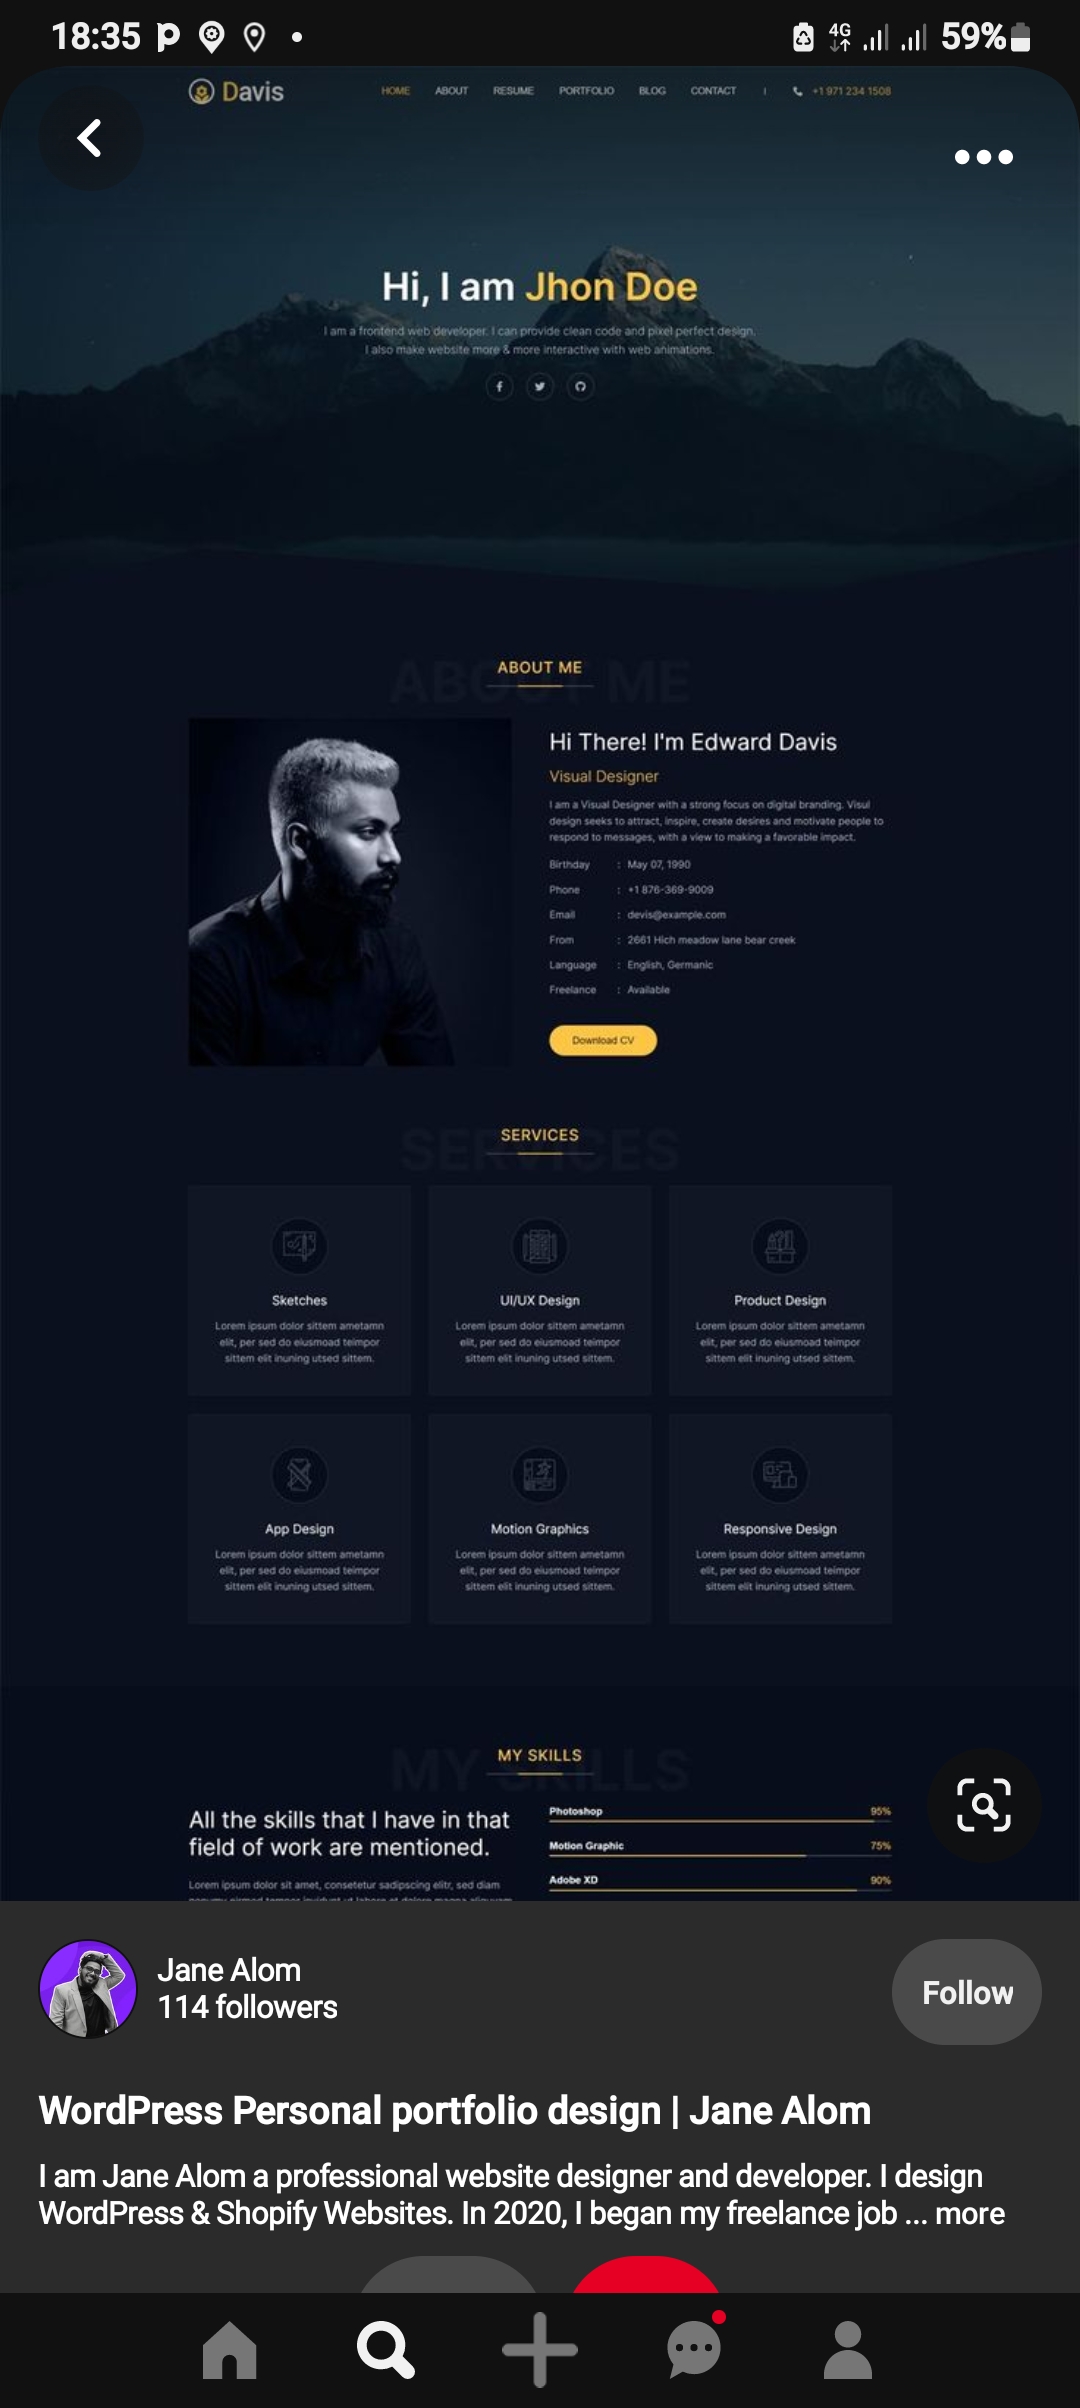 18:35
4G
59%
Davis
HOME ABOUT RESUME PORTFOLIO BLOG CONTACT | +1 971 234 1508
Hi, I am Jhon Doe
I am a frontend web developer. I can provide clean code and pixel perfect design.
I also make website more & more interactive with web animations.
ABOUT ME
ABOUT ME
Hi There! I'm Edward Davis
Visual Designer
I am a Visual Designer with a strong focus on digital branding. Visul
design seeks to attract, inspire, create desires and motivate people to
respond to messages, with a view to making a favorable impact.
Birthday : May 07, 1990
Phone : +1 876-369-9009
Email : devis@example.com
From : 2661 Hich meadow lane bear creek
Language : English, Germanic
Freelance : Available
Download CV
SERVICES
SERVICES
Sketches
Lorem ipsum dolor sittem ametamn
elit, per sed do eiusmoad teimpor
sittem elit inuning utsed sittem.
UI/UX Design
Lorem ipsum dolor sittem ametamn
elit, per sed do eiusmoad teimpor
sittem elit inuning utsed sittem.
Product Design
Lorem ipsum dolor sittem ametamn
elit, per sed do eiusmoad teimpor
sittem elit inuning utsed sittem.
App Design
Lorem ipsum dolor sittem ametamn
elit, per sed do eiusmoad teimpor
sittem elit inuning utsed sittem.
Motion Graphics
Lorem ipsum dolor sittem ametamn
elit, per sed do eiusmoad teimpor
sittem elit inuning utsed sittem.
Responsive Design
Lorem ipsum dolor sittem ametamn
elit, per sed do eiusmoad teimpor
sittem elit inuning utsed sittem.
MY SKILLS
MY SKILLS
All the skills that I have in that
field of work are mentioned.
Lorem ipsum dolor sit amet, consetetur sadipscing elitr, sed diam
Photoshop 95%
Motion Graphic 75%
Adobe XD 90%
Jane Alom
114 followers
Follow
WordPress Personal portfolio design | Jane Alom
I am Jane Alom a professional website designer and developer. I design
WordPress & Shopify Websites. In 2020, I began my freelance job ... more